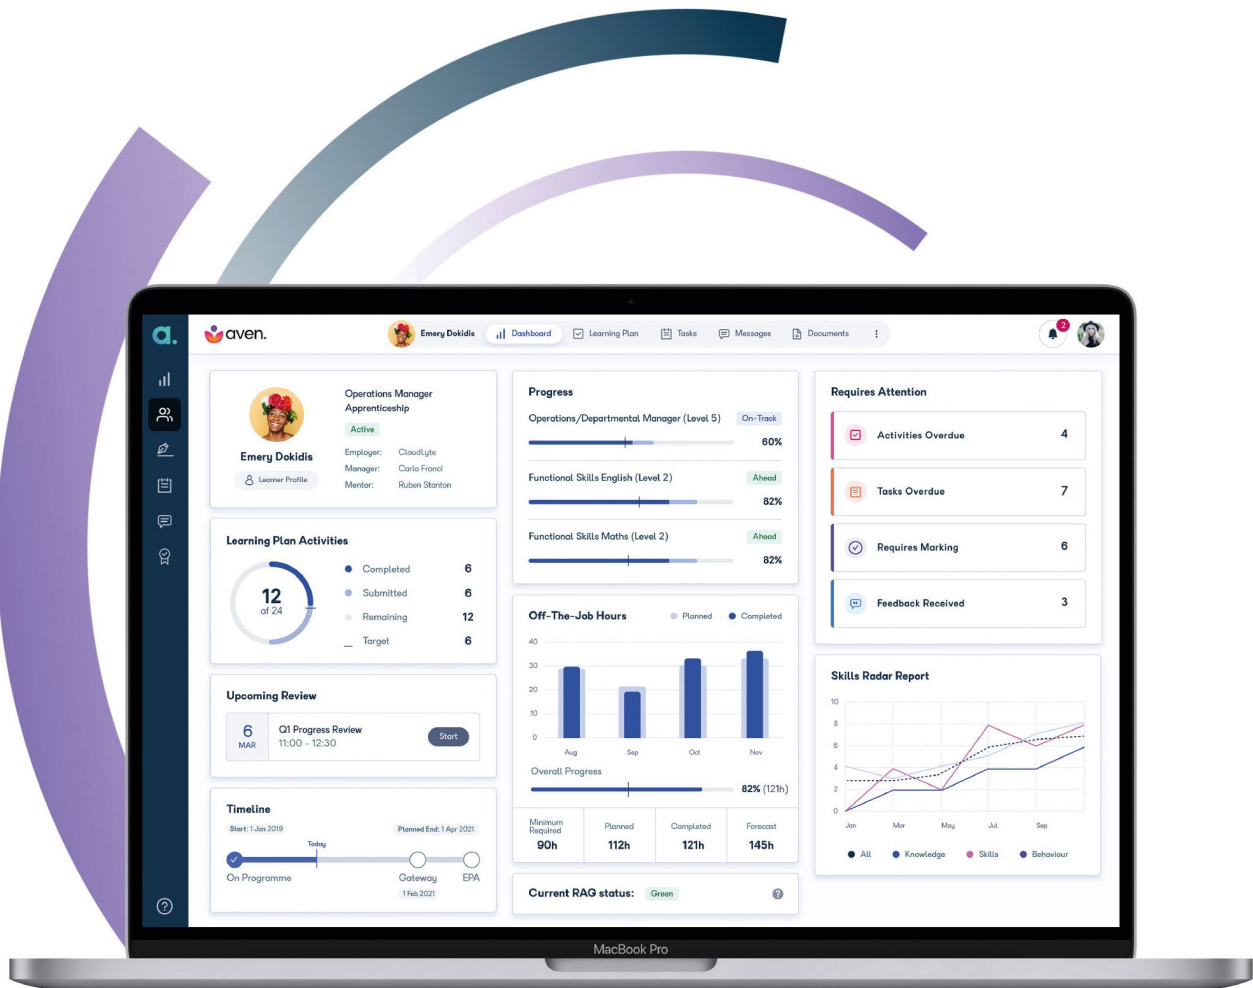 a.
aven.
Emery Dokidis
Dashboard
Learning Plan
Tasks
Messages
Documents
2
Emery Dokidis
Learner Profile
Operations Manager
Apprenticeship
Active
Employer: CloudLyte
Manager: Carla Franci
Mentor: Ruben Stanton
Learning Plan Activities
12
of 24
Completed 6
Submitted 6
Remaining 12
Target 6
Upcoming Review
6
MAR
Q1 Progress Review
11:00 - 12:30
Start
Timeline
Start: 1 Jan 2019
Planned End: 1 Apr 2021
Today
On Programme
Gateway
EPA
1 Feb 2021
Progress
Operations/Departmental Manager (Level 5) On-Track
60%
Functional Skills English (Level 2) Ahead
82%
Functional Skills Maths (Level 2) Ahead
82%
Off-The-Job Hours
Planned
Completed
40
30
20
10
0
Aug Sep Oct Nov
Overall Progress
82% (121h)
Minimum
Required
90h
Planned
112h
Completed
121h
Forecast
145h
Current RAG status: Green
?
Requires Attention
Activities Overdue 4
Tasks Overdue 7
Requires Marking 6
Feedback Received 3
Skills Radar Report
10
8
6
4
2
0
Jan Mar May Jul Sep
All Knowledge Skills Behaviour
?
MacBook Pro